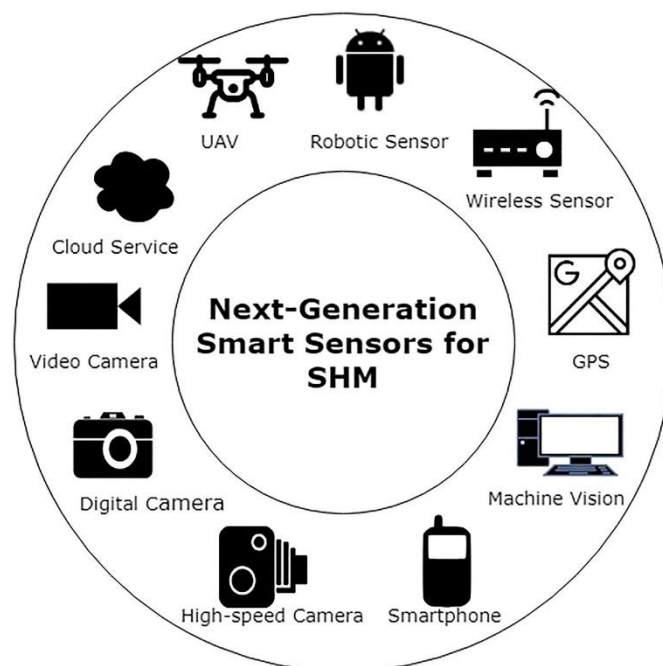 UAV
Robotic Sensor
Wireless Sensor
Cloud Service
Next-Generation
Smart Sensors for
SHM
G
Video Camera
GPS
Digital Camera
Machine Vision
High-speed Camera
Smartphone